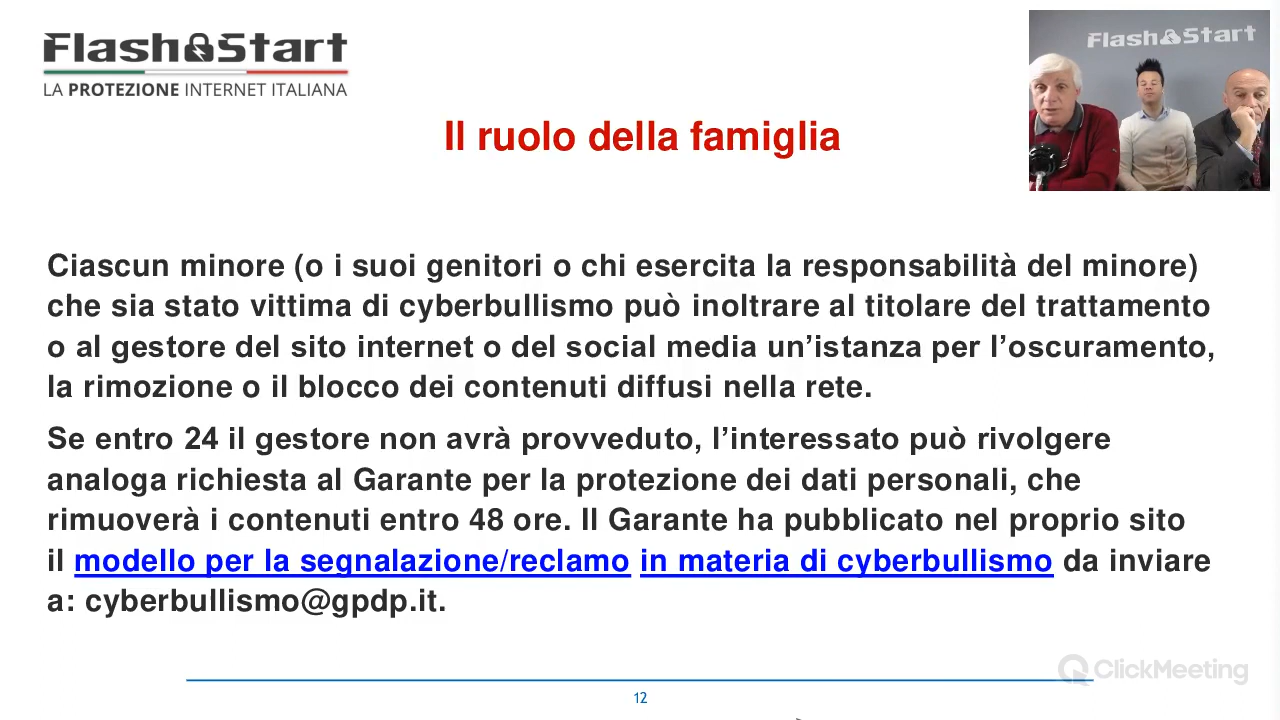 Flash Start
LA PROTEZIONE INTERNET ITALIANA
Flash Start
Il ruolo della famiglia
Ciascun minore (o i suoi genitori o chi esercita la responsabilità del minore)
che sia stato vittima di cyberbullismo può inoltrare al titolare del trattamento
o al gestore del sito internet o del social media un’istanza per l’oscuramento,
la rimozione o il blocco dei contenuti diffusi nella rete.
Se entro 24 il gestore non avrà provveduto, l’interessato può rivolgere
analoga richiesta al Garante per la protezione dei dati personali, che
rimuoverà i contenuti entro 48 ore. Il Garante ha pubblicato nel proprio sito
il modello per la segnalazione/reclamo in materia di cyberbullismo da inviare
a: cyberbullismo@gpdp.it.
ClickMeeting
12